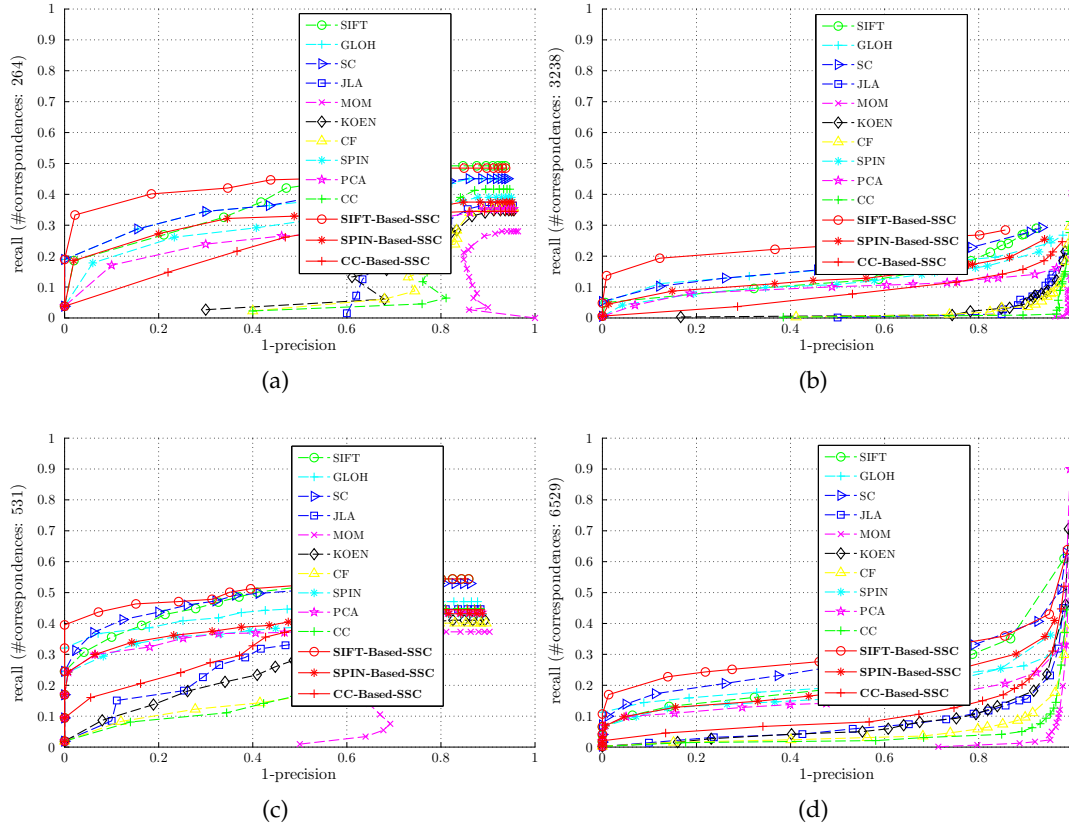 1
0.9
0.8
0.7
0.6
0.5
0.4
0.3
0.2
0.1
0
recall (#correspondences: 264)
0 0.2 0.4 0.6 0.8 1
1-precision
SIFT
GLOH
SC
JLA
MOM
KOEN
CF
SPIN
PCA
CC
SIFT-Based-SSC
SPIN-Based-SSC
CC-Based-SSC
(a)
1
0.9
0.8
0.7
0.6
0.5
0.4
0.3
0.2
0.1
0
recall (#correspondences: 3238)
0 0.2 0.4 0.6 0.8
1-precision
SIFT
GLOH
SC
JLA
MOM
KOEN
CF
SPIN
PCA
CC
SIFT-Based-SSC
SPIN-Based-SSC
CC-Based-SSC
(b)
1
0.9
0.8
0.7
0.6
0.5
0.4
0.3
0.2
0.1
0
recall (#correspondences: 531)
0 0.2 0.4 0.6 0.8 1
1-precision
SIFT
GLOH
SC
JLA
MOM
KOEN
CF
SPIN
PCA
CC
SIFT-Based-SSC
SPIN-Based-SSC
CC-Based-SSC
(c)
1
0.9
0.8
0.7
0.6
0.5
0.4
0.3
0.2
0.1
0
recall (#correspondences: 6529)
0 0.2 0.4 0.6 0.8
1-precision
SIFT
GLOH
SC
JLA
MOM
KOEN
CF
SPIN
PCA
CC
SIFT-Based-SSC
SPIN-Based-SSC
CC-Based-SSC
(d)